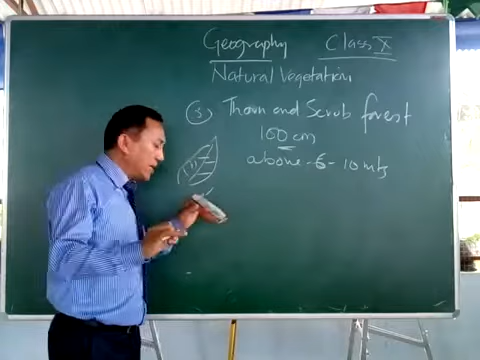 Geography Class X
Natural Vegetation
(3) Thorn and Scrub forest
100 cm
above -6- 10 mts